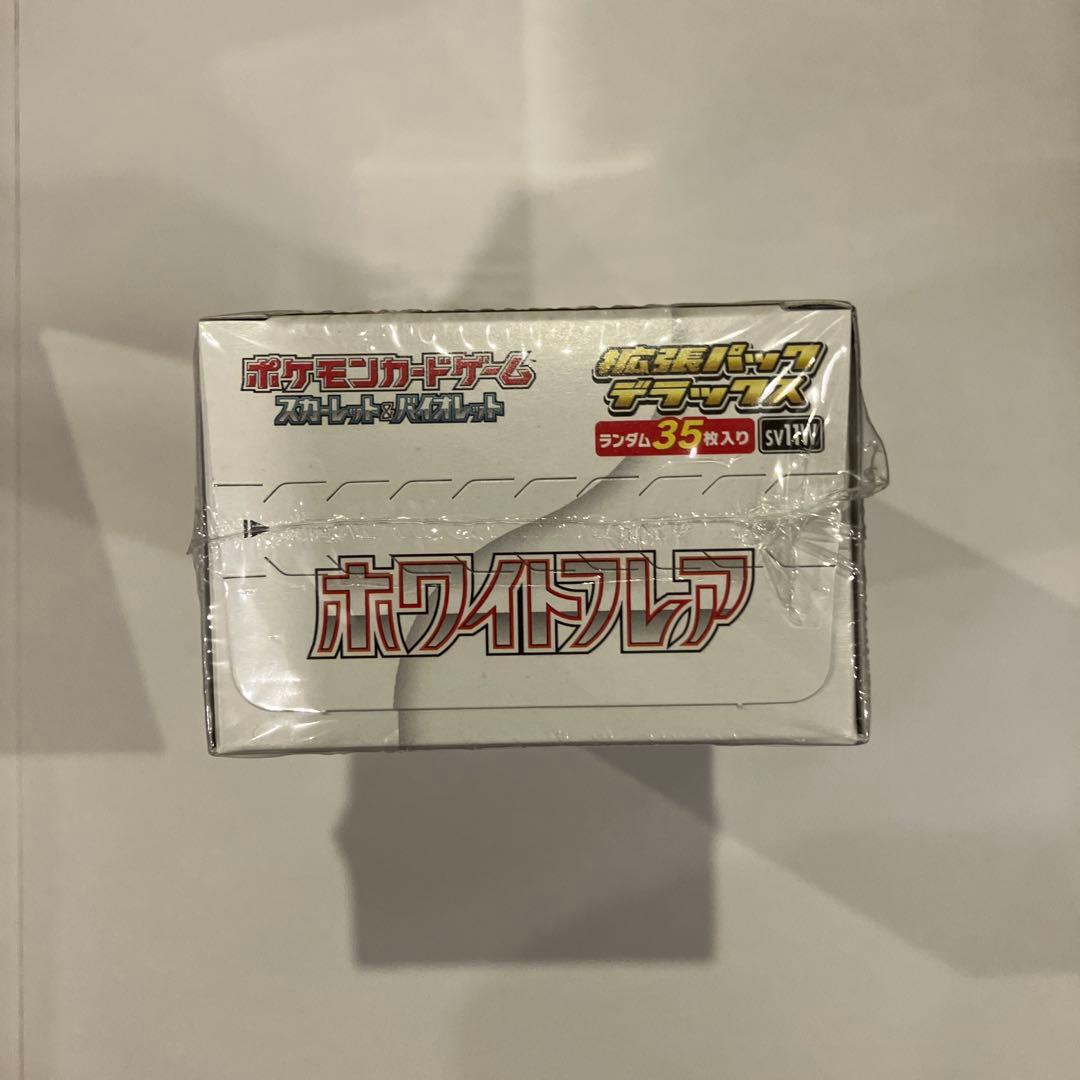 ポケモンカードゲーム
スカーレット&バイオレット
拡張パック
デラックス
ランダム35枚入り SV11W
ホワイトフレア